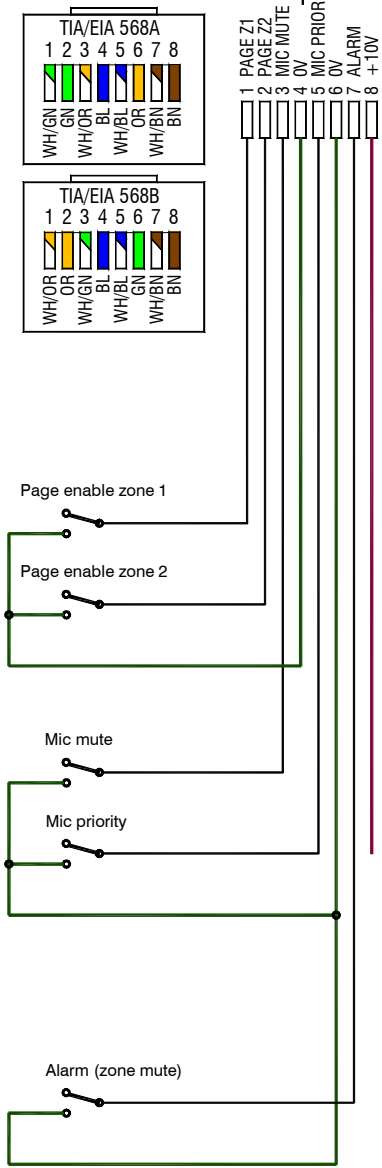 TIA/EIA 568A
1 2 3 4 5 6 7 8
WH/GN
GN
WH/OR
BL
WH/BL
OR
WH/BN
BN
TIA/EIA 568B
1 2 3 4 5 6 7 8
WH/OR
OR
WH/GN
BL
WH/BL
GN
WH/BN
BN
1 PAGE Z1
2 PAGE Z2
3 MIC MUTE
4 0V
5 MIC PRIOR
6 0V
7 ALARM
8 +10V
Page enable zone 1
Page enable zone 2
Mic mute
Mic priority
Alarm (zone mute)